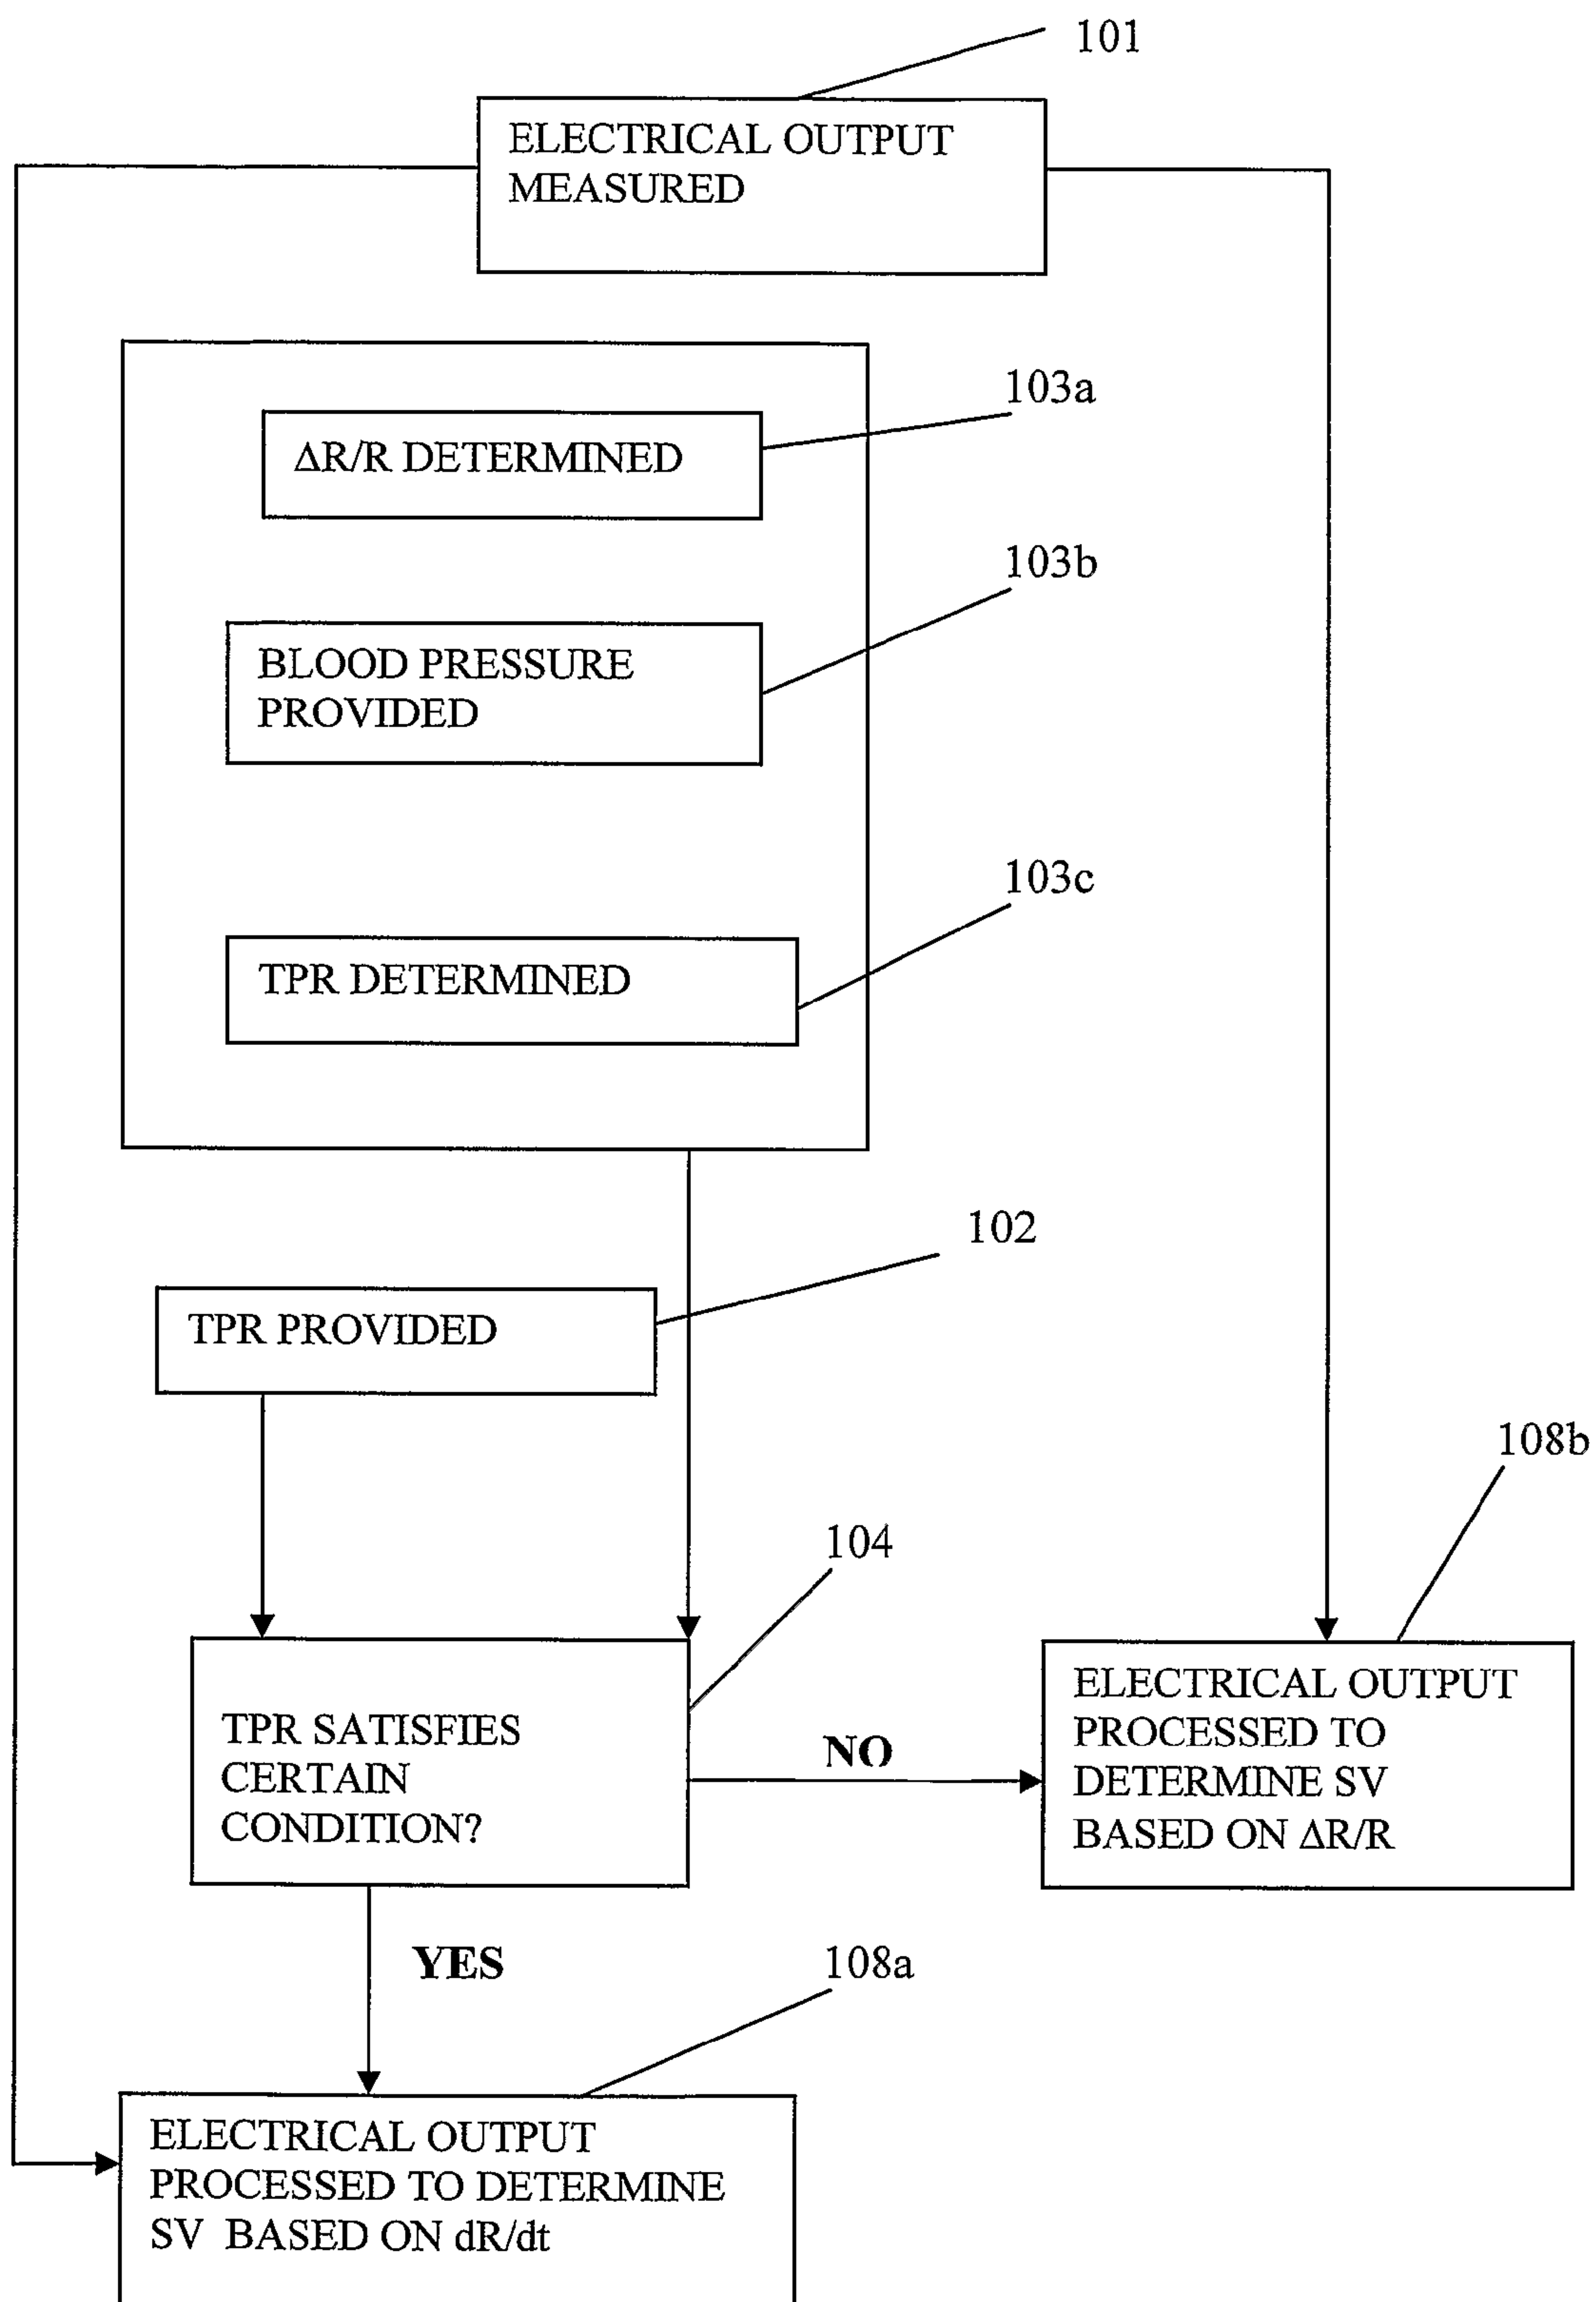 101
ELECTRICAL OUTPUT
MEASURED
103a
ΔR/R DETERMINED
103b
BLOOD PRESSURE
PROVIDED
103c
TPR DETERMINED
102
TPR PROVIDED
108b
104
TPR SATISFIES
CERTAIN
CONDITION?
NO
ELECTRICAL OUTPUT
PROCESSED TO
DETERMINE SV
BASED ON ΔR/R
YES
108a
ELECTRICAL OUTPUT
PROCESSED TO DETERMINE
SV BASED ON dR/dt